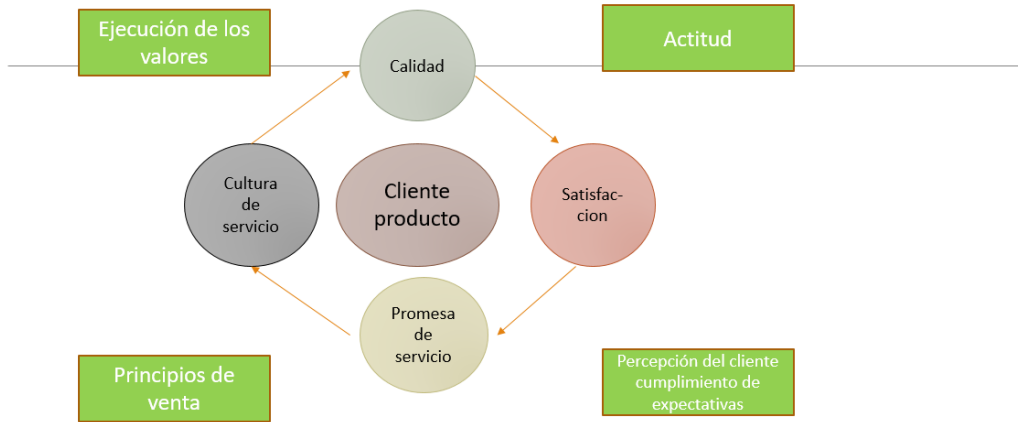 Ejecución de los
valores
Actitud
Calidad
Cultura
de
servicio
Cliente
producto
Satisfac-
cion
Promesa
de
servicio
Principios de
venta
Percepción del cliente
cumplimiento de
expectativas